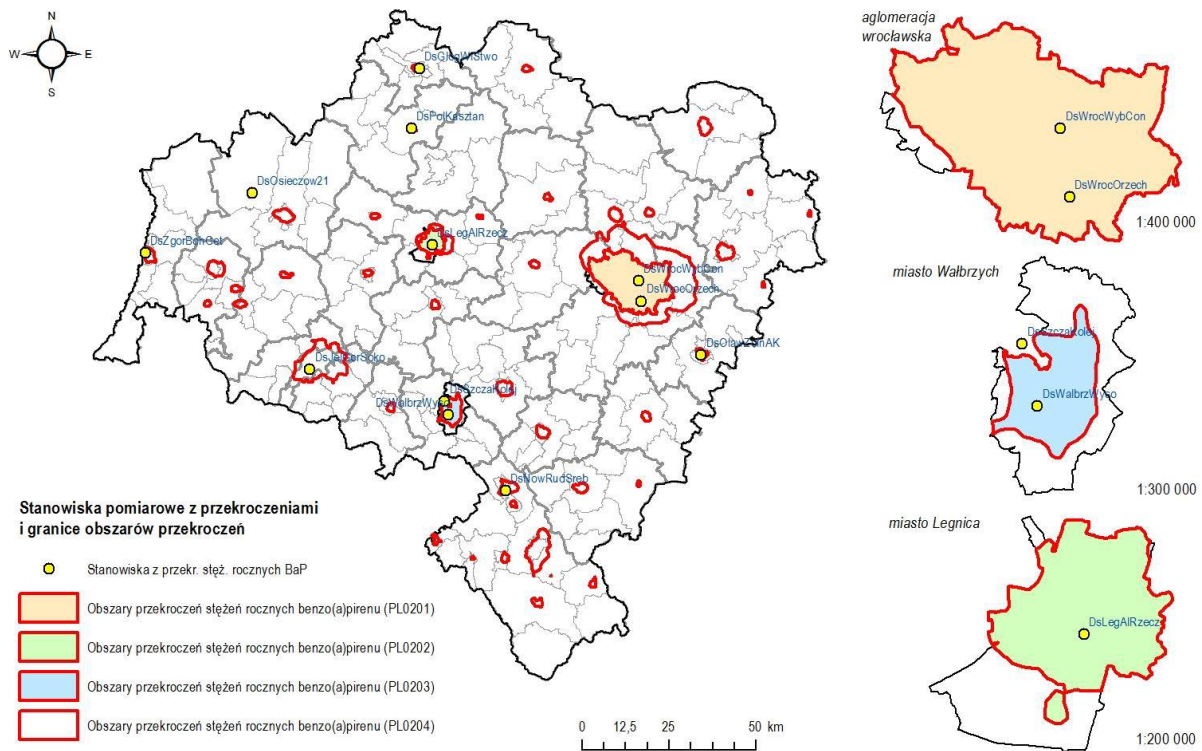 N
W
E
S
DsGlogWiStwo
DsPolKasztan
DsOsieczow21
DsZgorBohGet
DsLegAlRzecz
DsWrocWybCon
DsWrocOrzech
DsOlawZolnAK
DsJelGorSoko
DsSzczaKolej
DsWalbrzWyso
DsNowRudSreb
Stanowiska pomiarowe z przekroczeniami
i granice obszarów przekroczeń
Stanowiska z przekr. stęż. rocznych BaP
Obszary przekroczeń stężeń rocznych benzo(a)pirenu (PL0201)
Obszary przekroczeń stężeń rocznych benzo(a)pirenu (PL0202)
Obszary przekroczeń stężeń rocznych benzo(a)pirenu (PL0203)
Obszary przekroczeń stężeń rocznych benzo(a)pirenu (PL0204)
0 12,5 25 50 km
aglomeracja
wrocławska
DsWrocWybCon
DsWrocOrzech
1:400 000
miasto Wałbrzych
DsSzczaKolej
DsWalbrzWyso
1:300 000
miasto Legnica
DsLegAlRzecz
1:200 000